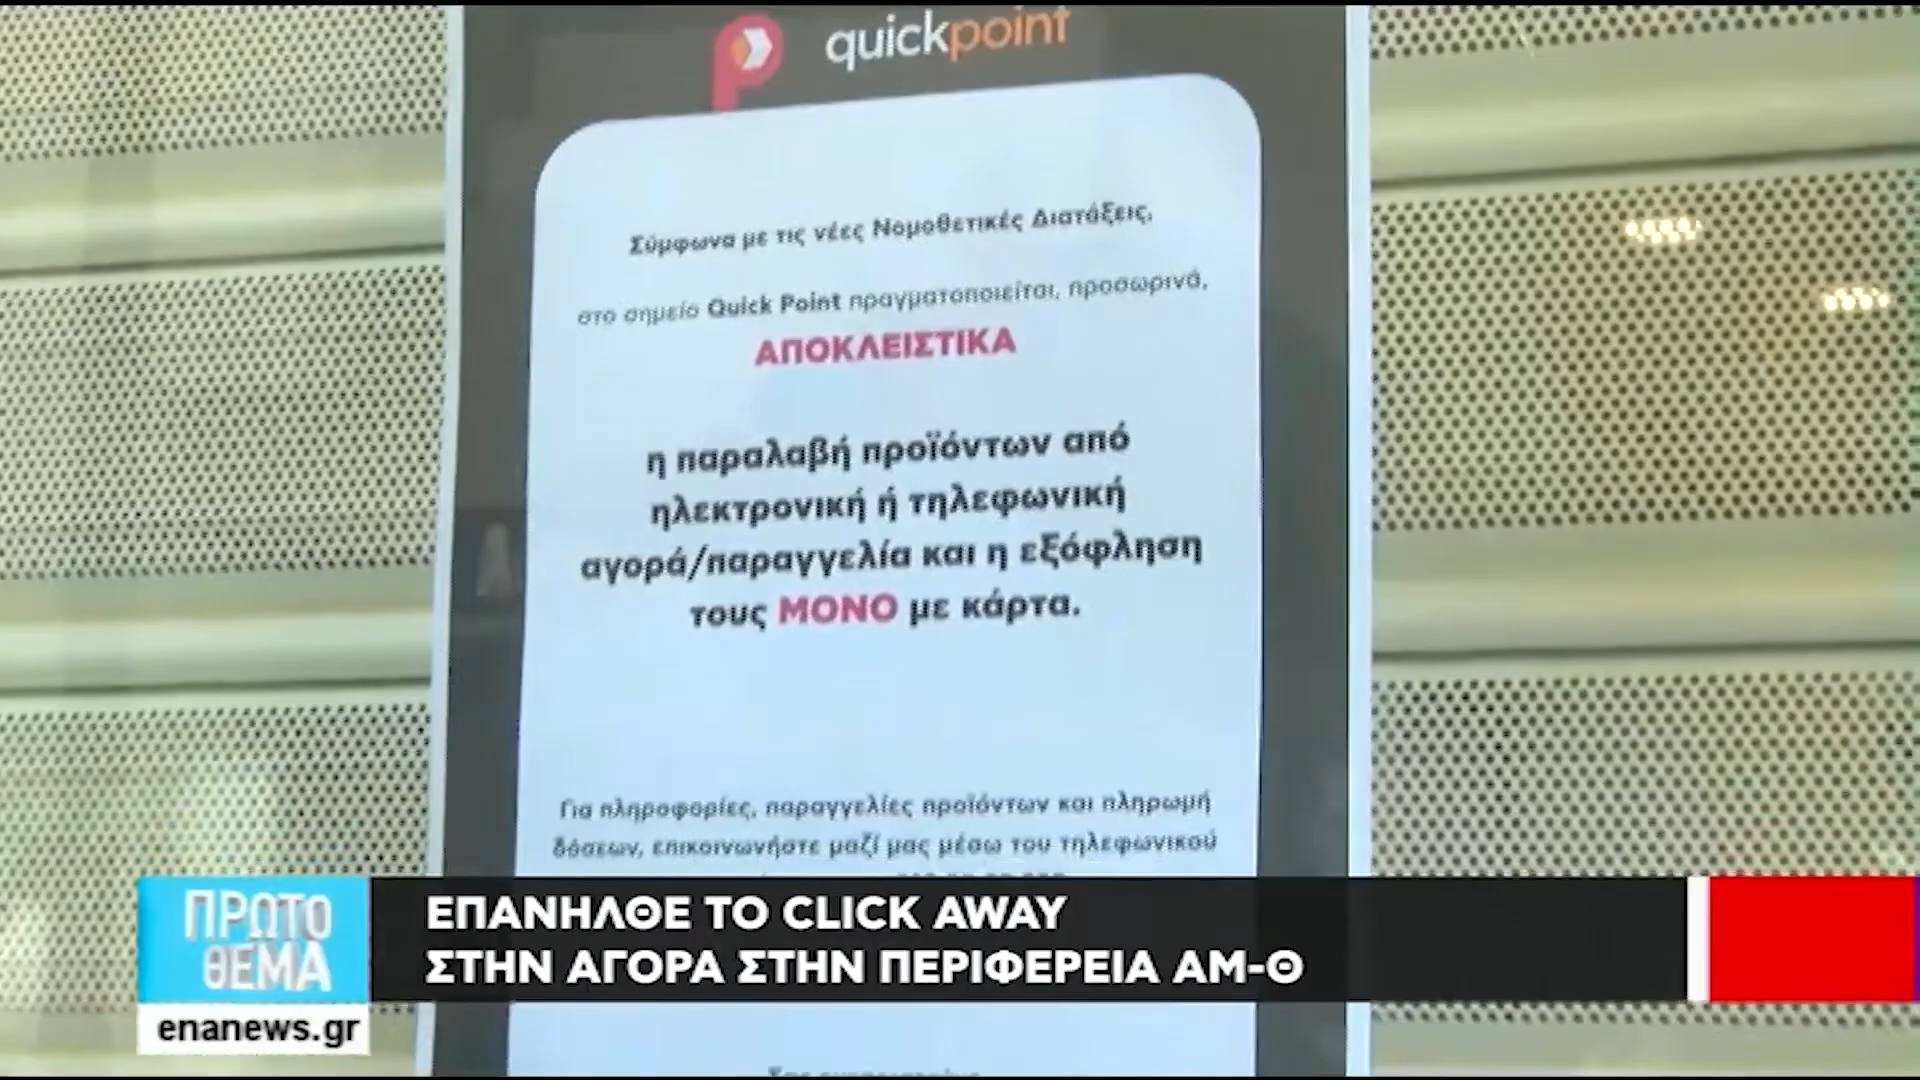 quickpoint
Σύμφωνα με τις νέες Νομοθετικές Διατάξεις,
στο σημείο Quick Point πραγματοποιείται, προσωρινά,
ΑΠΟΚΛΕΙΣΤΙΚΑ
η παραλαβή προϊόντων από
ηλεκτρονική ή τηλεφωνική
αγορά/παραγγελία και η εξόφληση
τους ΜΟΝΟ με κάρτα.
Για πληροφορίες, παραγγελίες προϊόντων και πληρωμή
δόσεων, επικοινωνήστε μαζί μας μέσω του τηλεφωνικού
ΠΡΩΤΟ
ΘΕΜΑ
ΕΠΑΝΗΛΘΕ ΤΟ CLICK AWAY
ΣΤΗΝ ΑΓΟΡΑ ΣΤΗΝ ΠΕΡΙΦΕΡΕΙΑ ΑΜ-Θ
enanews.gr